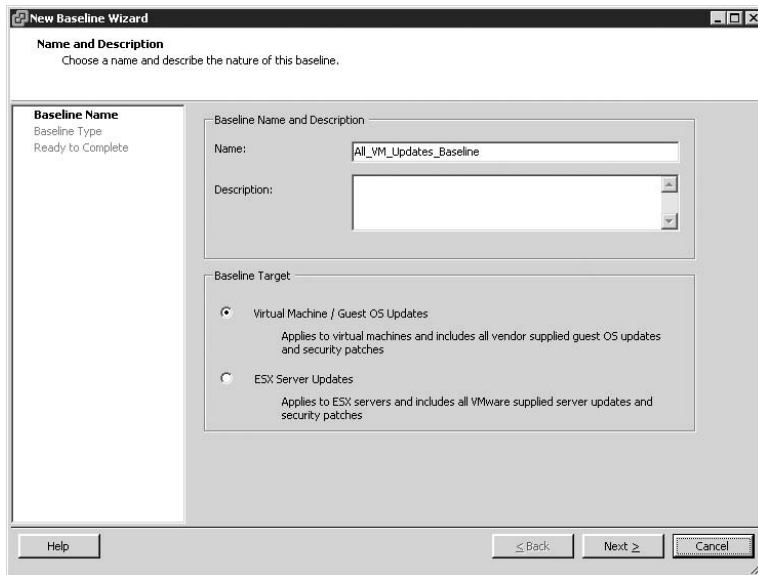 New Baseline Wizard
Name and Description
Choose a name and describe the nature of this baseline.
Baseline Name
Baseline Type
Ready to Complete
Baseline Name and Description
Name:
All_VM_Updates_Baseline
Description:
Baseline Target
Virtual Machine / Guest OS Updates
Applies to virtual machines and includes all vendor supplied guest OS updates
and security patches
ESX Server Updates
Applies to ESX servers and includes all VMware supplied server updates and
security patches
Help
≤ Back
Next ≥
Cancel